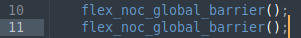 10 flex_noc_global_barrier();
11 flex_noc_global_barrier();